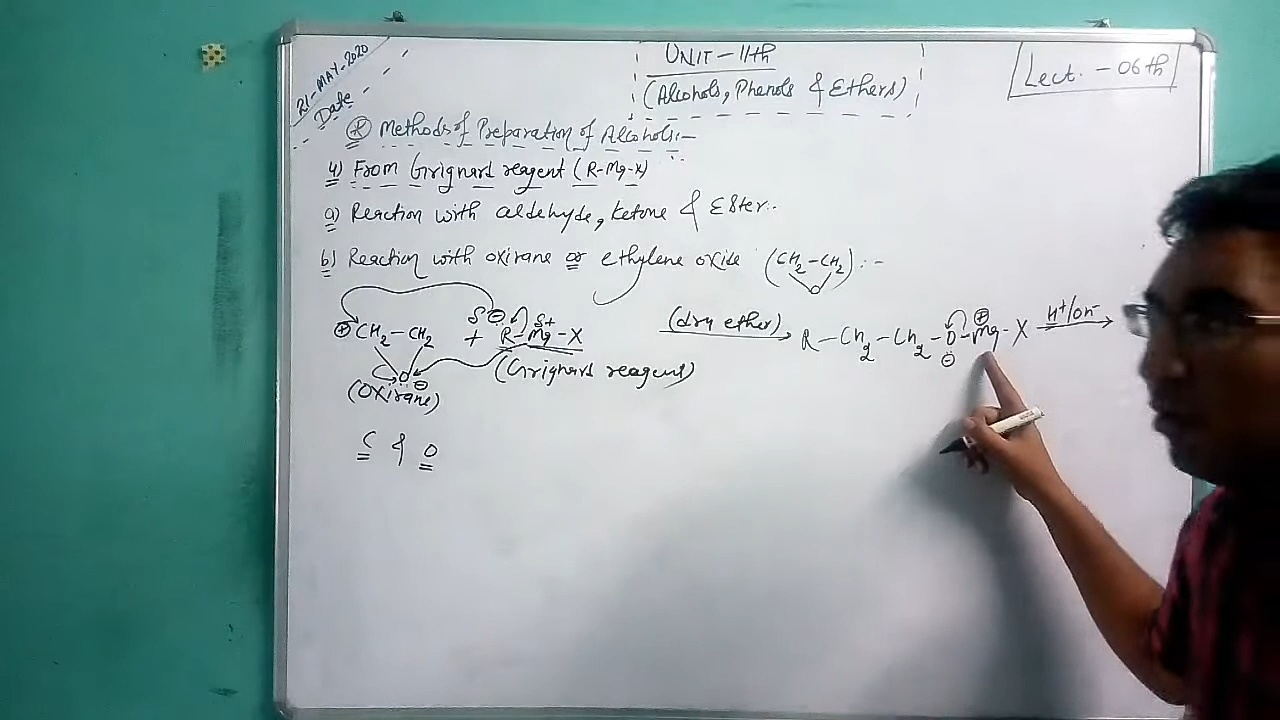 21-MAY-2020
Date
UNIT-11th
(Alcohols, Phenols & Ethers)
Lect. - 06th
* Methods of Preparation of Alcohols:-
4) From Grignard reagent (R-Mg-X)
a) Reaction with aldehyde, ketone & Ester..
b) Reaction with oxirane or ethylene oxide (CH2-CH2) :-
O
δ⊖ δ+
⊕CH2-CH2 + R-Mg-X (dry ether) R-CH2-CH2-O-Mg-X H+/OH-
⊕
⊖
O⊖
(Oxirane)
(Grignard reagent)
C & O